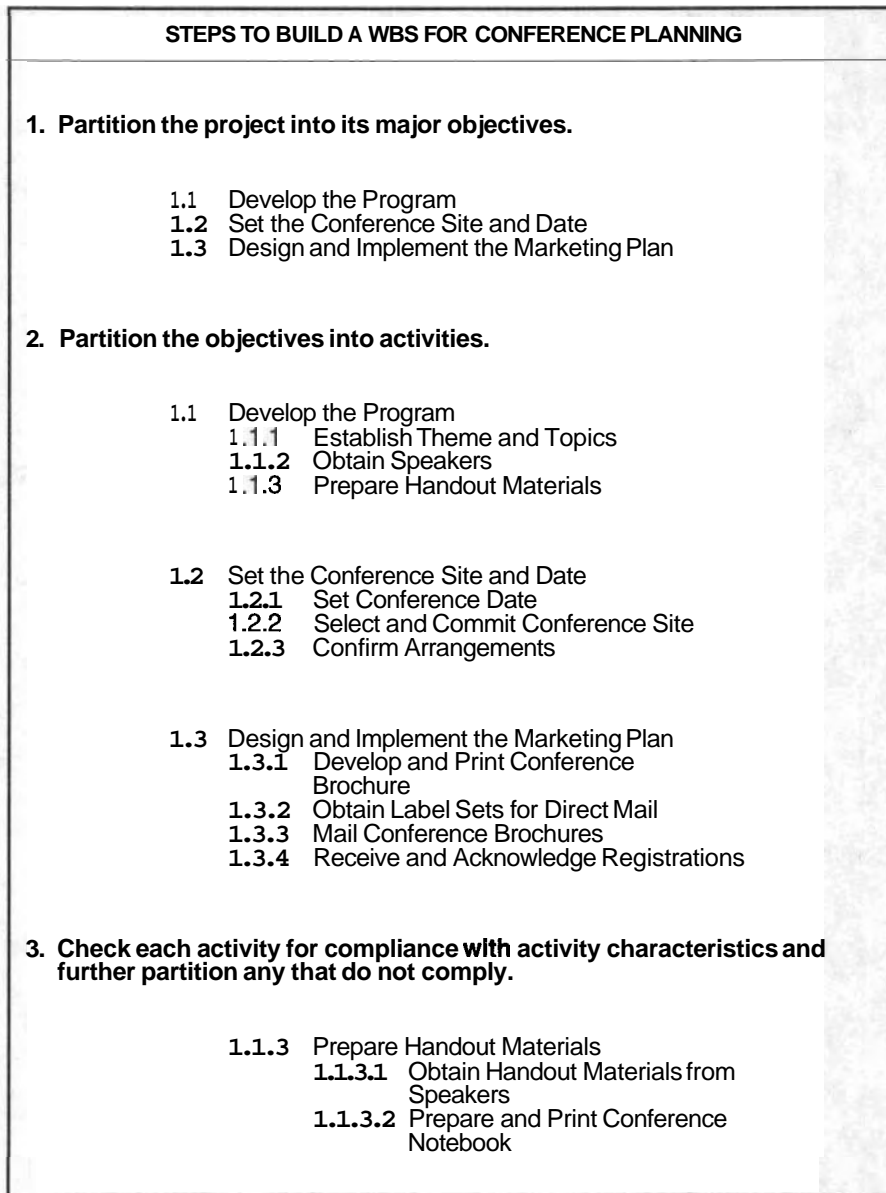 STEPS TO BUILD A WBS FOR CONFERENCE PLANNING
1. Partition the project into its major objectives.
1.1 Develop the Program
1.2 Set the Conference Site and Date
1.3 Design and Implement the Marketing Plan
2. Partition the objectives into activities.
1.1 Develop the Program
1.1.1 Establish Theme and Topics
1.1.2 Obtain Speakers
1.1.3 Prepare Handout Materials
1.2 Set the Conference Site and Date
1.2.1 Set Conference Date
1.2.2 Select and Commit Conference Site
1.2.3 Confirm Arrangements
1.3 Design and Implement the Marketing Plan
1.3.1 Develop and Print Conference
Brochure
1.3.2 Obtain Label Sets for Direct Mail
1.3.3 Mail Conference Brochures
1.3.4 Receive and Acknowledge Registrations
3. Check each activity for compliance with activity characteristics and
further partition any that do not comply.
1.1.3 Prepare Handout Materials
1.1.3.1 Obtain Handout Materials from
Speakers
1.1.3.2 Prepare and Print Conference
Notebook